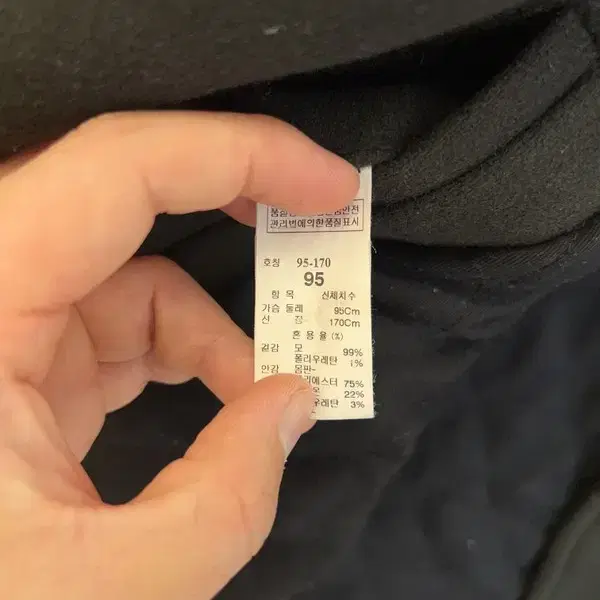 관리법에의한품질표시
호칭 95-170
95
항 목 신체치수
가슴 둘레 95Cm
신 장 170Cm
혼 용 율 (%)
겉감 모 99%
폴리우레탄 1%
안감 몸판-
에스터 75%
22%
우레탄 3%